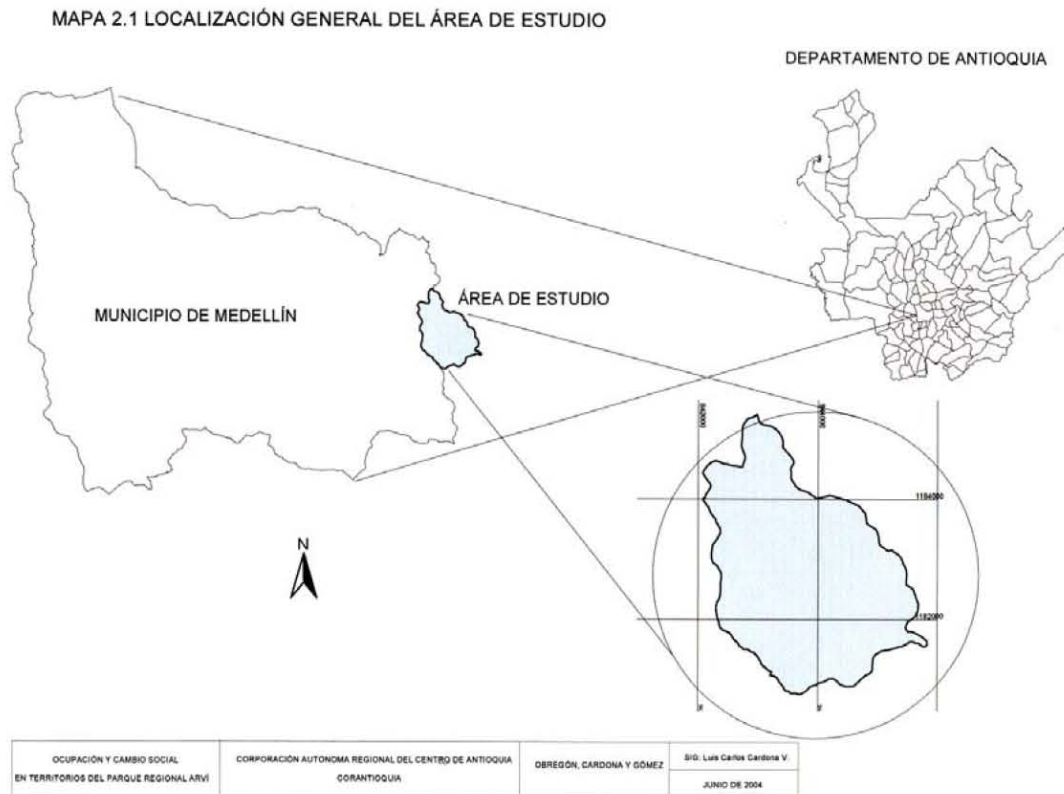 MAPA 2.1 LOCALIZACIÓN GENERAL DEL ÁREA DE ESTUDIO
DEPARTAMENTO DE ANTIOQUIA
MUNICIPIO DE MEDELLÍN
ÁREA DE ESTUDIO
N
1184000
1182000
OCUPACIÓN Y CAMBIO SOCIAL
EN TERRITORIOS DEL PARQUE REGIONAL ARVÍ
CORPORACIÓN AUTONOMA REGIONAL DEL CENTRO DE ANTIOQUIA
CORANTIOQUIA
OBREGÓN, CARDONA Y GÓMEZ
SIG: Luis Carlos Cardona V.
JUNIO DE 2004